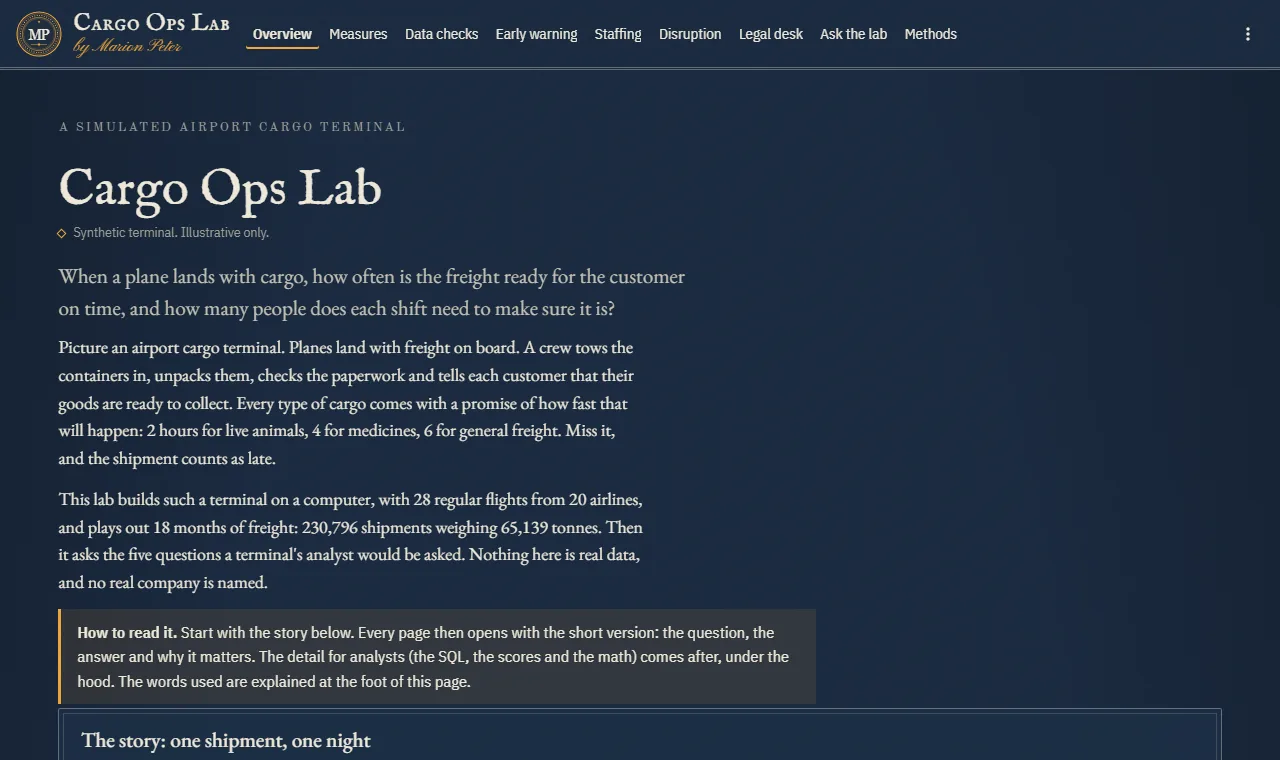 MP
Cargo Ops Lab
by Marion Peter
Overview Measures Data checks Early warning Staffing Disruption Legal desk Ask the lab Methods
A SIMULATED AIRPORT CARGO TERMINAL
Cargo Ops Lab
Synthetic terminal. Illustrative only.
When a plane lands with cargo, how often is the freight ready for the customer
on time, and how many people does each shift need to make sure it is?
Picture an airport cargo terminal. Planes land with freight on board. A crew tows the
containers in, unpacks them, checks the paperwork and tells each customer that their
goods are ready to collect. Every type of cargo comes with a promise of how fast that
will happen: 2 hours for live animals, 4 for medicines, 6 for general freight. Miss it,
and the shipment counts as late.
This lab builds such a terminal on a computer, with 28 regular flights from 20 airlines,
and plays out 18 months of freight: 230,796 shipments weighing 65,139 tonnes. Then
it asks the five questions a terminal's analyst would be asked. Nothing here is real data,
and no real company is named.
How to read it. Start with the story below. Every page then opens with the short version: the question, the
answer and why it matters. The detail for analysts (the SQL, the scores and the math) comes after, under the
hood. The words used are explained at the foot of this page.
The story: one shipment, one night